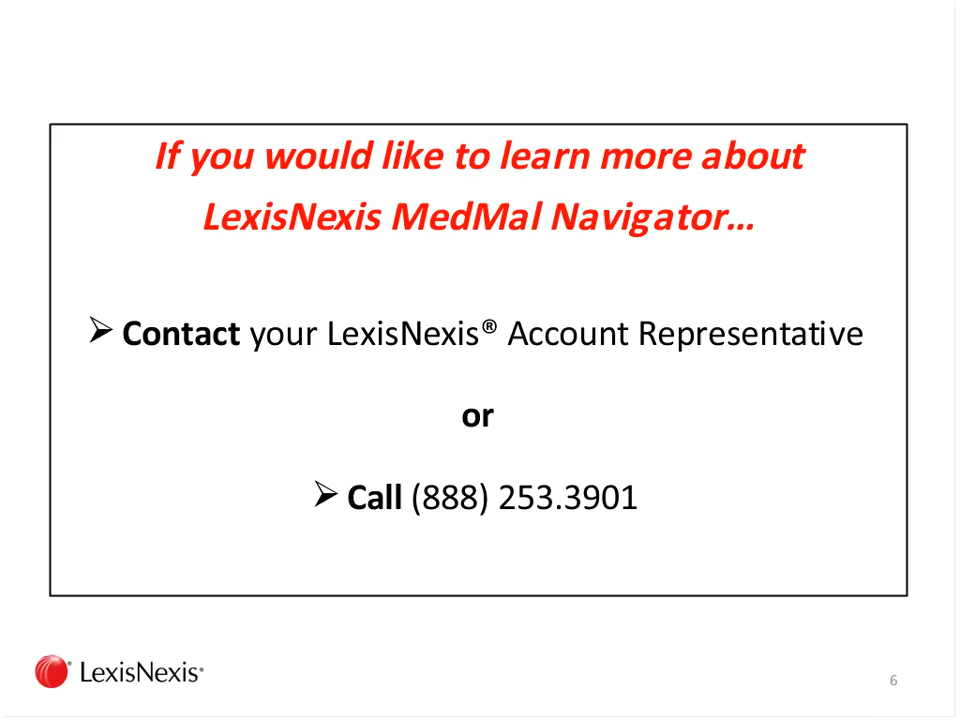 If you would like to learn more about
LexisNexis MedMal Navigator…
➢ Contact your LexisNexis® Account Representative
or
➢ Call (888) 253.3901
LexisNexis®
6